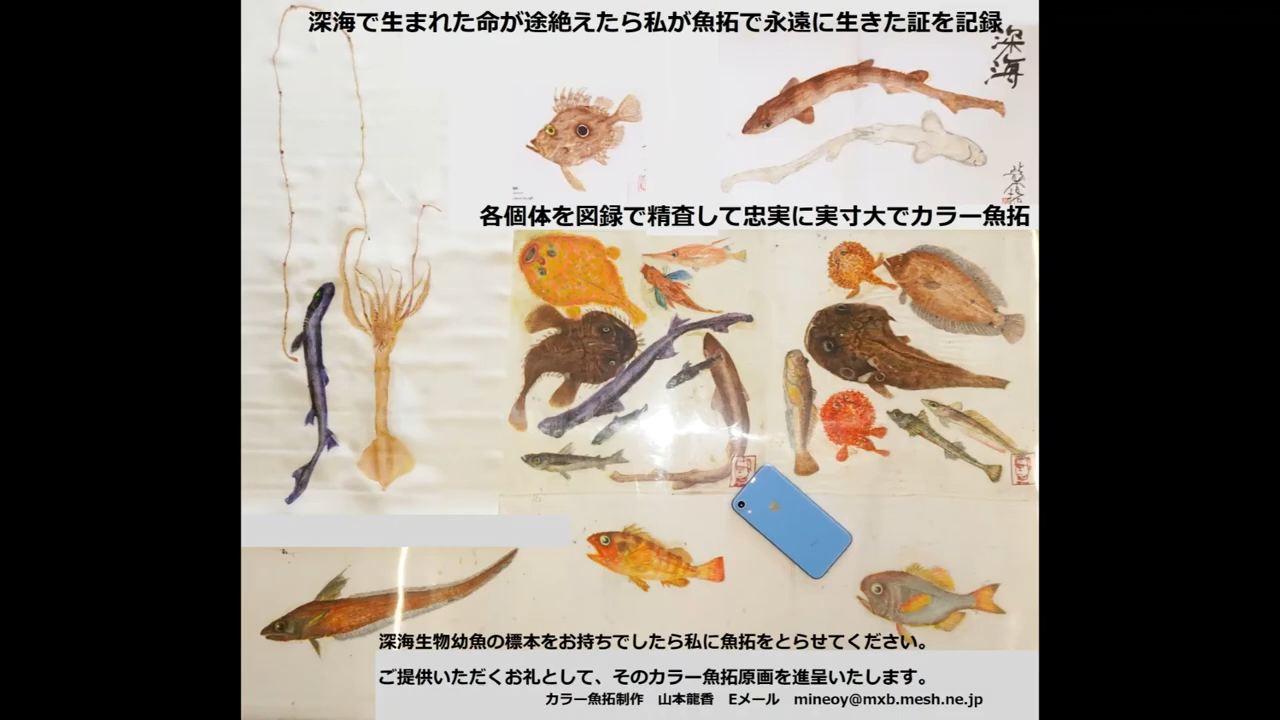 深海で生まれた命が途絶えたら私が魚拓で永遠に生きた証を記録
深海
龍香拓
各個体を図録で精査して忠実に実寸大でカラー魚拓
深海生物幼魚の標本をお持ちでしたら私に魚拓をとらせてください。
ご提供いただくお礼として、そのカラー魚拓原画を進呈いたします。
カラー魚拓制作　山本龍香　Eメール　mineoy@mxb.mesh.ne.jp